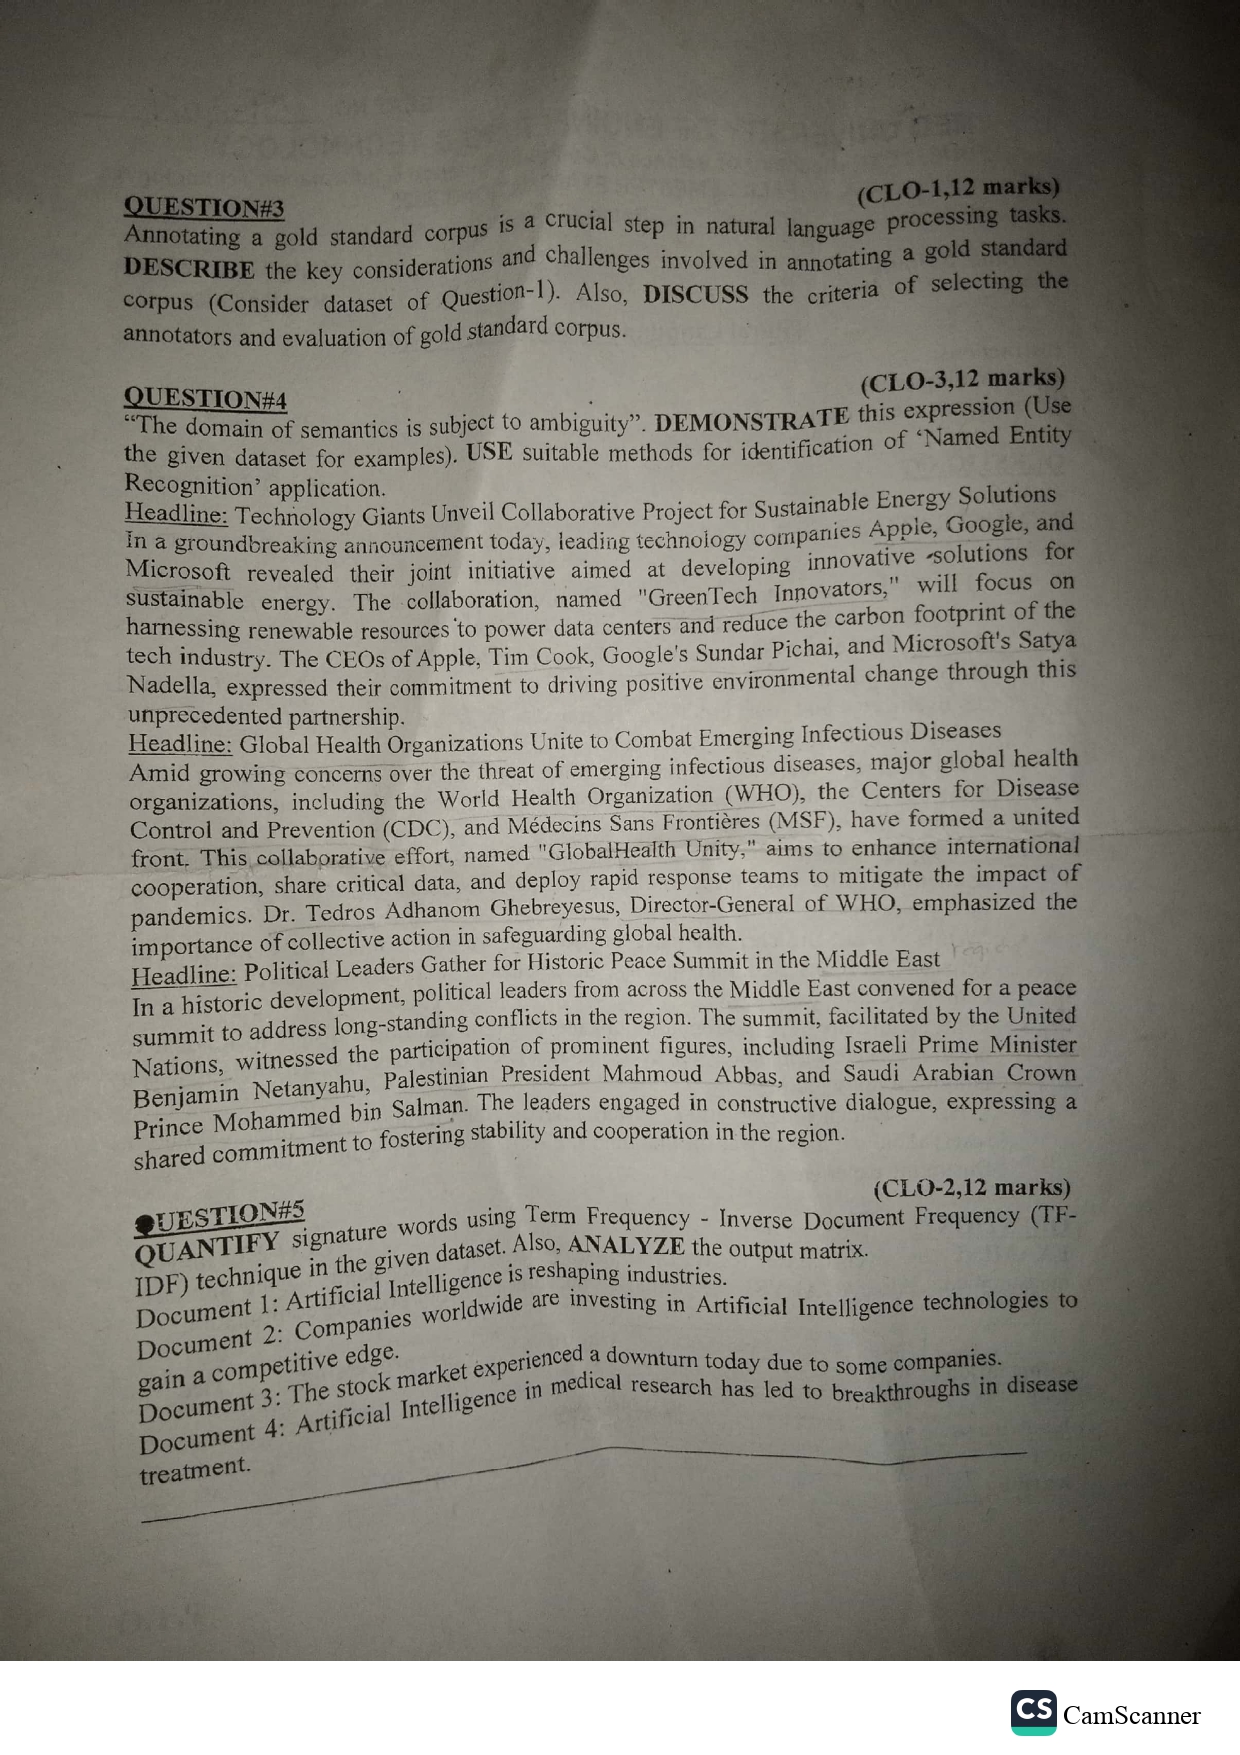 (CLO-1,12 marks)
QUESTION#3
Annotating a gold standard corpus is a crucial step in natural language processing tasks.
DESCRIBE the key considerations and challenges involved in annotating a gold standard
corpus (Consider dataset of Question-1). Also, DISCUSS the criteria of selecting the
annotators and evaluation of gold standard corpus.
(CLO-3,12 marks)
QUESTION#4
“The domain of semantics is subject to ambiguity”. DEMONSTRATE this expression (Use
the given dataset for examples). USE suitable methods for identification of ‘Named Entity
Recognition’ application.
Headline: Technology Giants Unveil Collaborative Project for Sustainable Energy Solutions
In a groundbreaking announcement today, leading technology companies Apple, Google, and
Microsoft revealed their joint initiative aimed at developing innovative -solutions for
sustainable energy. The collaboration, named "GreenTech Innovators," will focus on
harnessing renewable resources to power data centers and reduce the carbon footprint of the
tech industry. The CEOs of Apple, Tim Cook, Google's Sundar Pichai, and Microsoft's Satya
Nadella, expressed their commitment to driving positive environmental change through this
unprecedented partnership.
Headline: Global Health Organizations Unite to Combat Emerging Infectious Diseases
Amid growing concerns over the threat of emerging infectious diseases, major global health
organizations, including the World Health Organization (WHO), the Centers for Disease
Control and Prevention (CDC), and Médecins Sans Frontières (MSF), have formed a united
front. This collaborative effort, named "GlobalHealth Unity," aims to enhance international
cooperation, share critical data, and deploy rapid response teams to mitigate the impact of
pandemics. Dr. Tedros Adhanom Ghebreyesus, Director-General of WHO, emphasized the
importance of collective action in safeguarding global health.
Headline: Political Leaders Gather for Historic Peace Summit in the Middle East
In a historic development, political leaders from across the Middle East convened for a peace
summit to address long-standing conflicts in the region. The summit, facilitated by the United
Nations, witnessed the participation of prominent figures, including Israeli Prime Minister
Benjamin Netanyahu, Palestinian President Mahmoud Abbas, and Saudi Arabian Crown
Prince Mohammed bin Salman. The leaders engaged in constructive dialogue, expressing a
shared commitment to fostering stability and cooperation in the region.
(CLO-2,12 marks)
QUESTION#5
QUANTIFY signature words using Term Frequency - Inverse Document Frequency (TF-
IDF) technique in the given dataset. Also, ANALYZE the output matrix.
Document 1: Artificial Intelligence is reshaping industries.
Document 2: Companies worldwide are investing in Artificial Intelligence technologies to
gain a competitive edge.
Document 3: The stock market experienced a downturn today due to some companies.
Document 4: Artificial Intelligence in medical research has led to breakthroughs in disease
treatment.
CS CamScanner